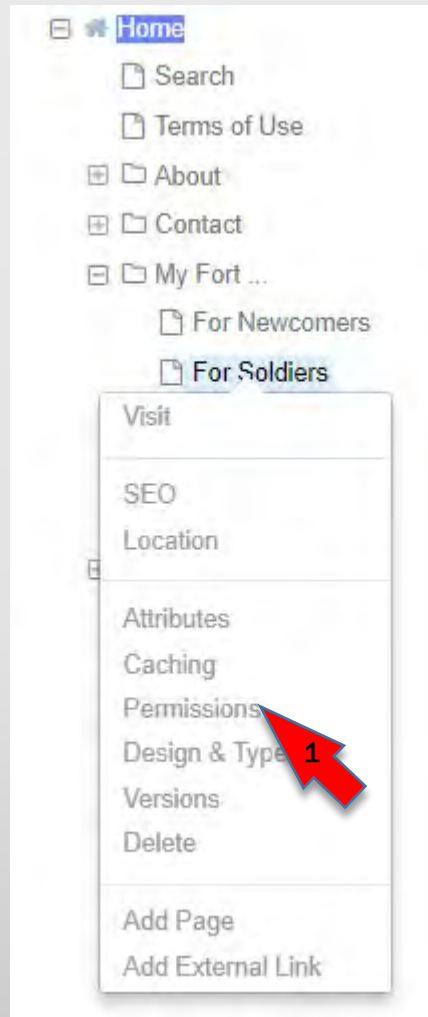 Home
Search
Terms of Use
About
Contact
My Fort ...
For Newcomers
For Soldiers
Visit
SEO
Location
Attributes
Caching
Permissions
Design & Type
1
Versions
Delete
Add Page
Add External Link